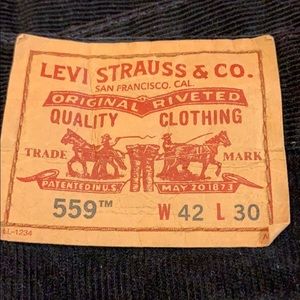 LEVI STRAUSS & CO.
SAN FRANCISCO, CAL.
ORIGINAL RIVETED
QUALITY CLOTHING
TRADE MARK
PATENTED IN U.S. MAY 20 1873
559™ W 42 L 30